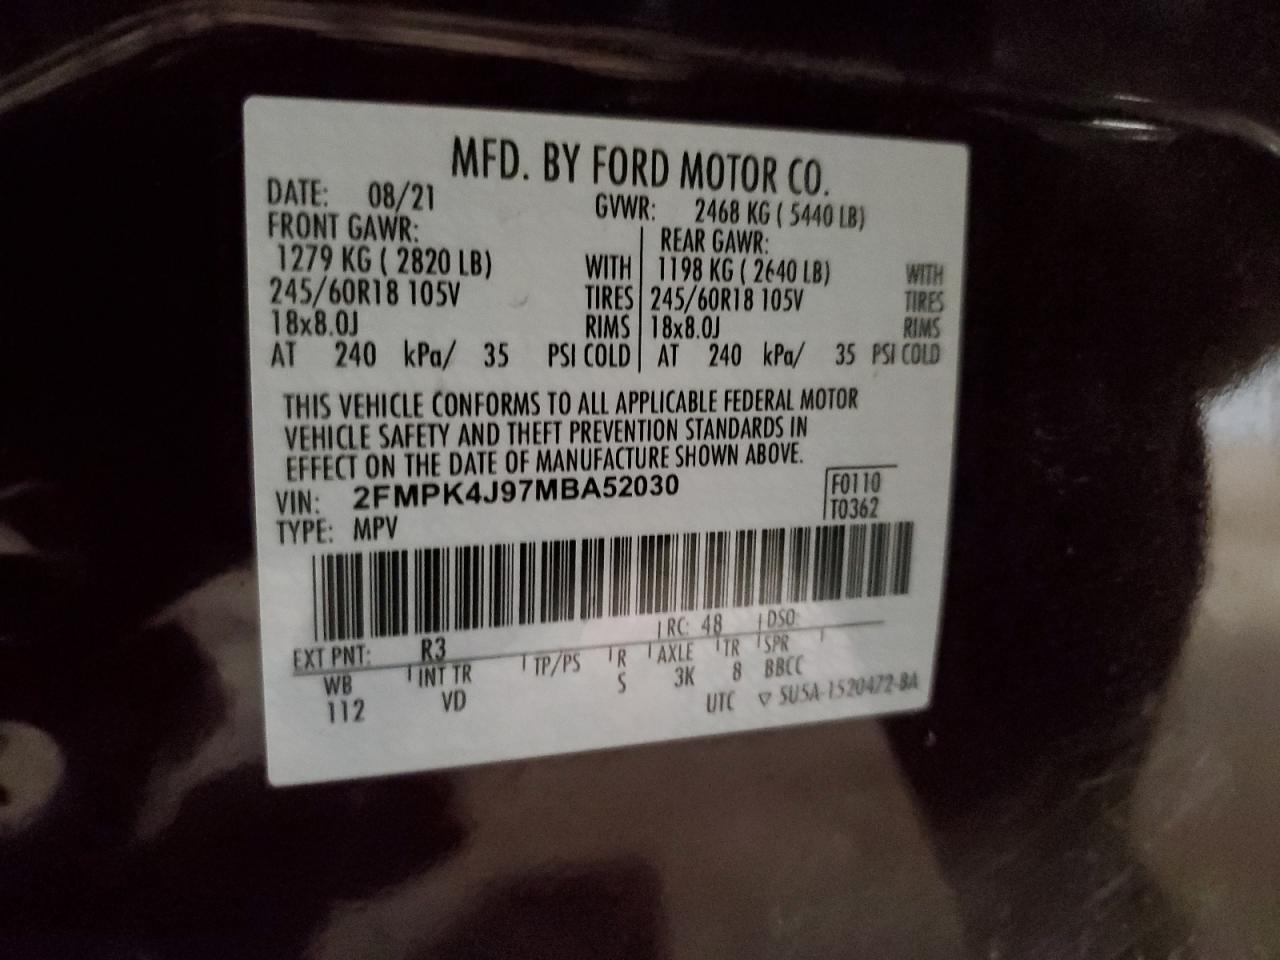 MFD. BY FORD MOTOR CO.
DATE: 08/21 GVWR: 2468 KG ( 5440 LB)
FRONT GAWR: REAR GAWR:
1279 KG ( 2820 LB) WITH 1198 KG ( 2640 LB) WITH
245/60R18 105V TIRES 245/60R18 105V TIRES
18x8.0J RIMS 18x8.0J RIMS
AT 240 kPa/ 35 PSI COLD AT 240 kPa/ 35 PSI COLD
THIS VEHICLE CONFORMS TO ALL APPLICABLE FEDERAL MOTOR
VEHICLE SAFETY AND THEFT PREVENTION STANDARDS IN
EFFECT ON THE DATE OF MANUFACTURE SHOWN ABOVE.
VIN: 2FMPK4J97MBA52030 F0110
TYPE: MPV T0362
EXT PNT: R3 RC: 48 DSO:
WB INT TR TP/PS R AXLE TR SPR
112 VD S 3K 8 BBCC
UTC ▽ SU5A-1520472-BA